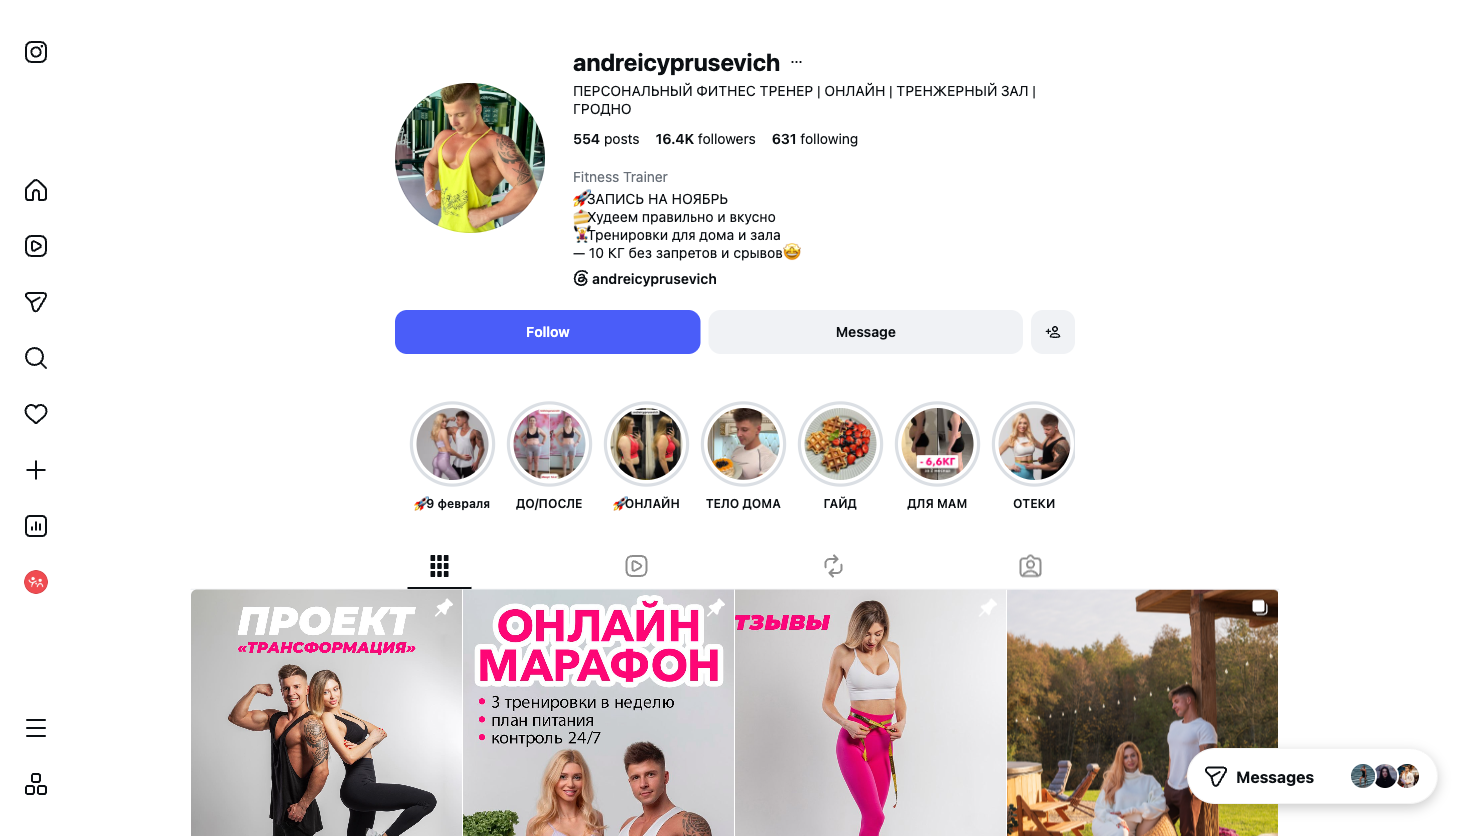 andreicyprusevich ...
ПЕРСОНАЛЬНЫЙ ФИТНЕС ТРЕНЕР | ОНЛАЙН | ТРЕНЖЕРНЫЙ ЗАЛ |
ГРОДНО
554 posts 16.4K followers 631 following
Fitness Trainer
🚀ЗАПИСЬ НА НОЯБРЬ
🍰Худеем правильно и вкусно
🏋️‍♀️Тренировки для дома и зала
— 10 КГ без запретов и срывов🤩
andreicyprusevich
Follow Message
- 6,6КГ
🚀9 февраля ДО/ПОСЛЕ 🚀ОНЛАЙН ТЕЛО ДОМА ГАЙД ДЛЯ МАМ ОТЕКИ
ПРОЕКТ
«ТРАНСФОРМАЦИЯ»
ОНЛАЙН
МАРАФОН
• 3 тренировки в неделю
• план питания
• контроль 24/7
ТЗЫВЫ
Messages